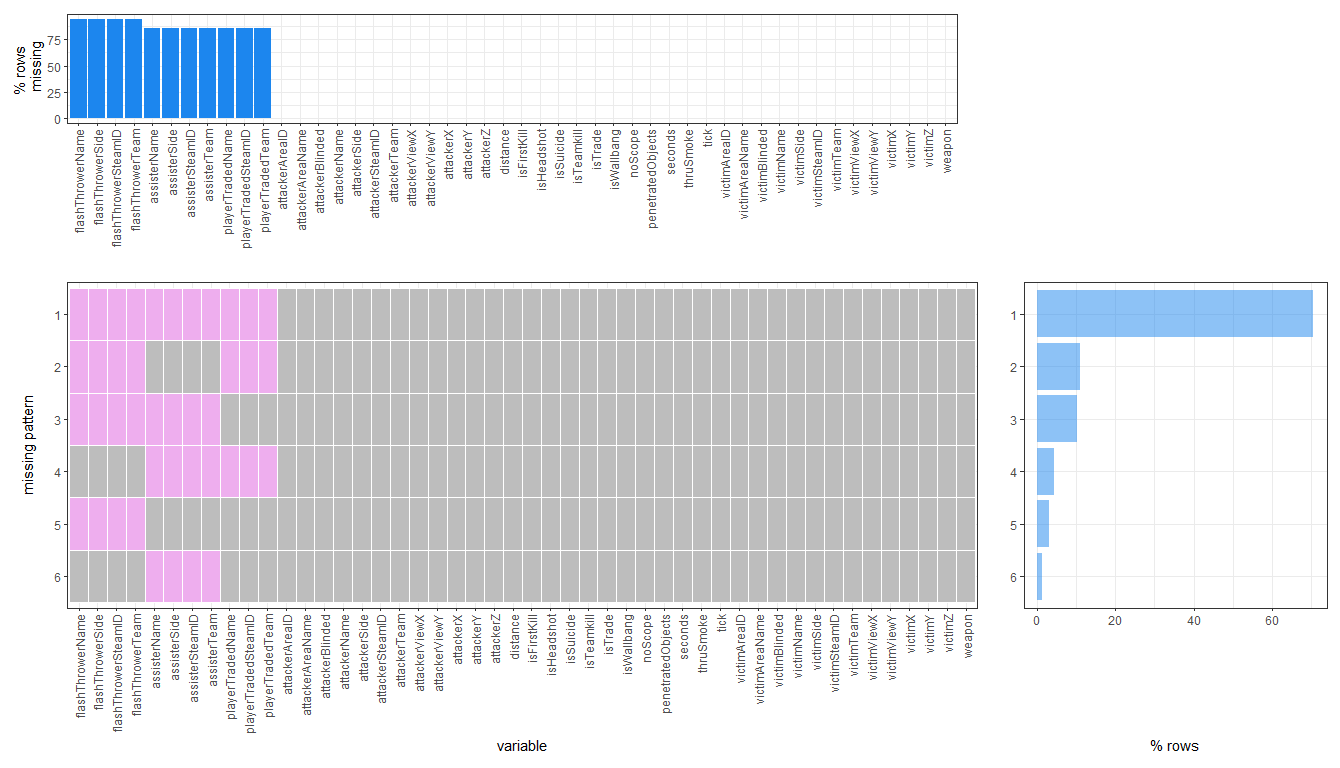 % rows
missing
75
50
25
0
flashThrowerName
flashThrowerSide
flashThrowerSteamID
flashThrowerTeam
assisterName
assisterSide
assisterSteamID
assisterTeam
playerTradedName
playerTradedSteamID
playerTradedTeam
attackerAreaID
attackerAreaName
attackerBlinded
attackerName
attackerSide
attackerSteamID
attackerTeam
attackerViewX
attackerViewY
attackerX
attackerY
attackerZ
distance
isFirstKill
isHeadshot
isSuicide
isTeamkill
isTrade
isWallbang
noScope
penetratedObjects
seconds
thruSmoke
tick
victimAreaID
victimAreaName
victimBlinded
victimName
victimSide
victimSteamID
victimTeam
victimViewX
victimViewY
victimX
victimY
victimZ
weapon
missing pattern
1
2
3
4
5
6
flashThrowerName
flashThrowerSide
flashThrowerSteamID
flashThrowerTeam
assisterName
assisterSide
assisterSteamID
assisterTeam
playerTradedName
playerTradedSteamID
playerTradedTeam
attackerAreaID
attackerAreaName
attackerBlinded
attackerName
attackerSide
attackerSteamID
attackerTeam
attackerViewX
attackerViewY
attackerX
attackerY
attackerZ
distance
isFirstKill
isHeadshot
isSuicide
isTeamkill
isTrade
isWallbang
noScope
penetratedObjects
seconds
thruSmoke
tick
victimAreaID
victimAreaName
victimBlinded
victimName
victimSide
victimSteamID
victimTeam
victimViewX
victimViewY
victimX
victimY
victimZ
weapon
variable
1
2
3
4
5
6
0
20
40
60
% rows